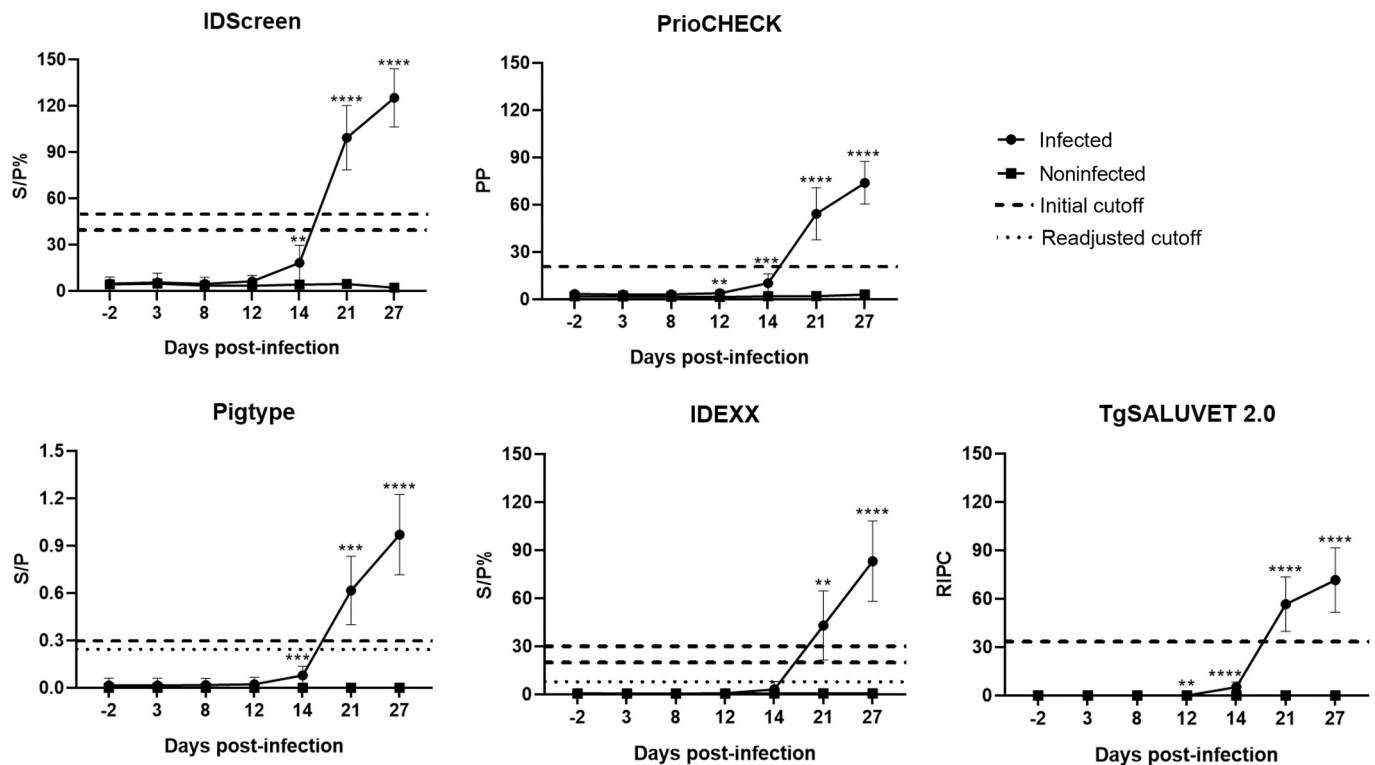 IDScreen
S/P%
150
120
90
60
30
0
**
****
****
-2 3 8 12 14 21 27
Days post-infection
PrioCHECK
PP
150
120
90
60
30
0
**
***
****
****
-2 3 8 12 14 21 27
Days post-infection
Infected
Noninfected
Initial cutoff
Readjusted cutoff
Pigtype
S/P
1.5
1.2
0.9
0.6
0.3
0.0
***
***
****
-2 3 8 12 14 21 27
Days post-infection
IDEXX
S/P%
150
120
90
60
30
0
**
****
-2 3 8 12 14 21 27
Days post-infection
TgSALUVET 2.0
RIPC
150
120
90
60
30
0
**
****
****
****
-2 3 8 12 14 21 27
Days post-infection